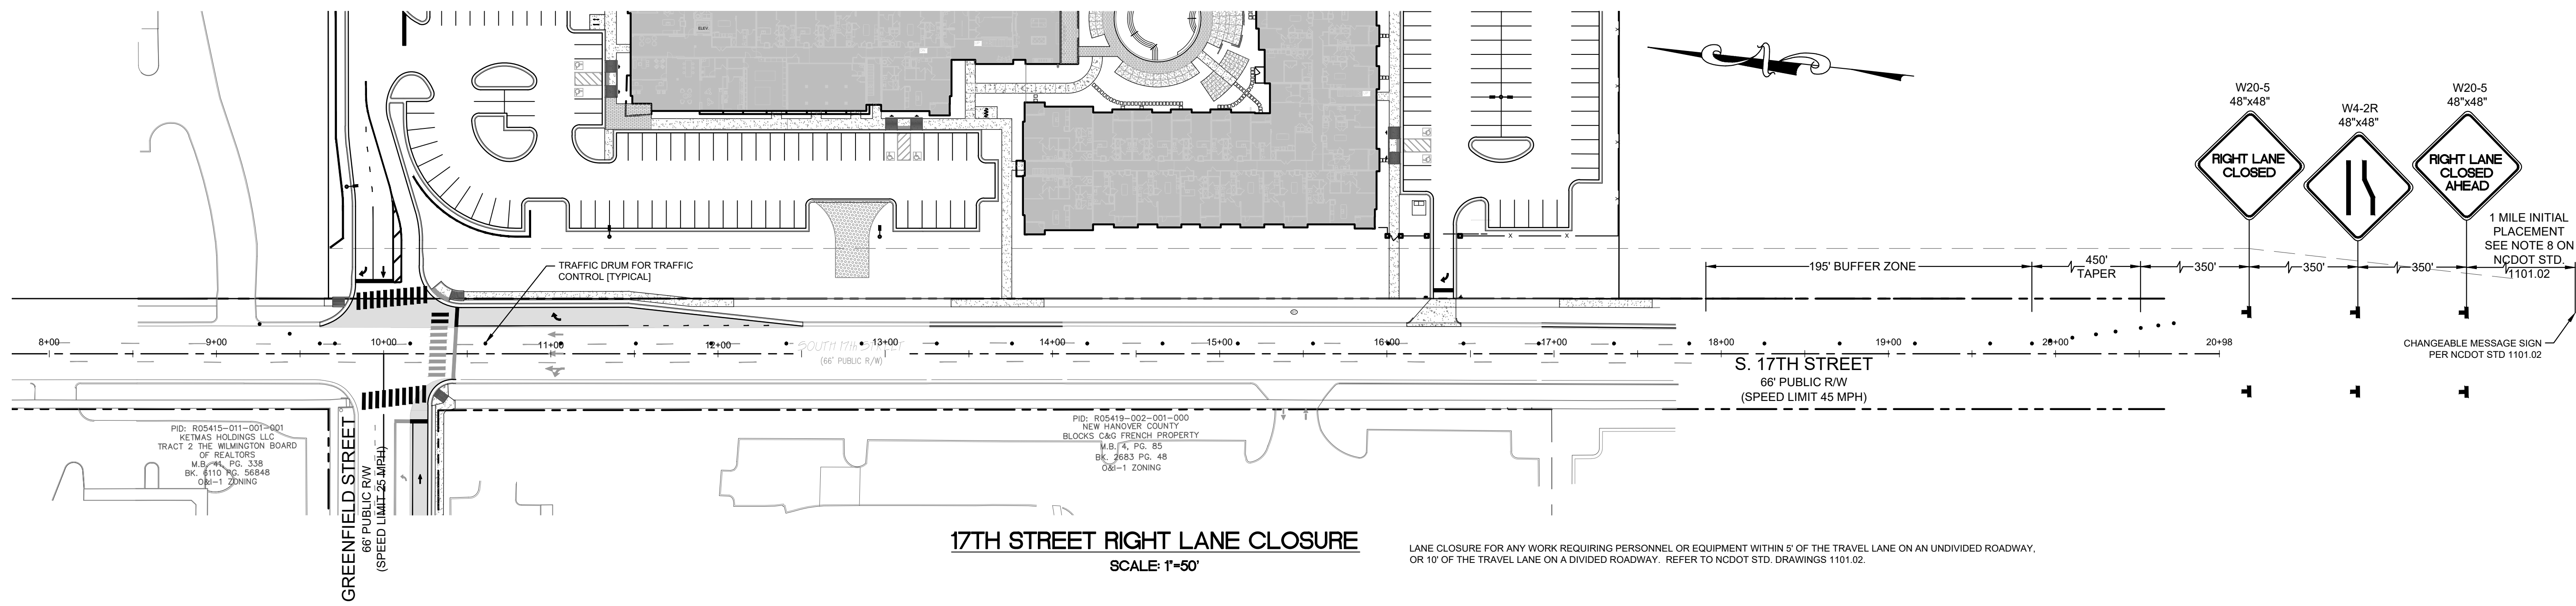 ELEV.
W20-5
48"x48"
RIGHT LANE
CLOSED
W4-2R
48"x48"
W20-5
48"x48"
RIGHT LANE
CLOSED
AHEAD
1 MILE INITIAL
PLACEMENT
SEE NOTE 8 ON
NCDOT STD.
1101.02
195' BUFFER ZONE
450'
TAPER
350'
350'
350'
TRAFFIC DRUM FOR TRAFFIC
CONTROL [TYPICAL]
8+00
9+00
10+00
11+00
12+00
SOUTH 17TH STREET
(66' PUBLIC R/W)
13+00
14+00
15+00
16+00
17+00
18+00
19+00
20+00
20+98
CHANGEABLE MESSAGE SIGN
PER NCDOT STD 1101.02
S. 17TH STREET
66' PUBLIC R/W
(SPEED LIMIT 45 MPH)
PID: R05415-011-001-001
KETMAS HOLDINGS LLC
TRACT 2 THE WILMINGTON BOARD
OF REALTORS
M.B. 41, PG. 338
BK. 6110 PG. 56848
O&I-1 ZONING
GREENFIELD STREET
66' PUBLIC R/W
(SPEED LIMIT 25 MPH)
PID: R05419-002-001-000
NEW HANOVER COUNTY
BLOCKS C&G FRENCH PROPERTY
M.B. 4, PG. 85
BK. 2683 PG. 48
O&I-1 ZONING
17TH STREET RIGHT LANE CLOSURE
SCALE: 1"=50'
LANE CLOSURE FOR ANY WORK REQUIRING PERSONNEL OR EQUIPMENT WITHIN 5' OF THE TRAVEL LANE ON AN UNDIVIDED ROADWAY,
OR 10' OF THE TRAVEL LANE ON A DIVIDED ROADWAY. REFER TO NCDOT STD. DRAWINGS 1101.02.